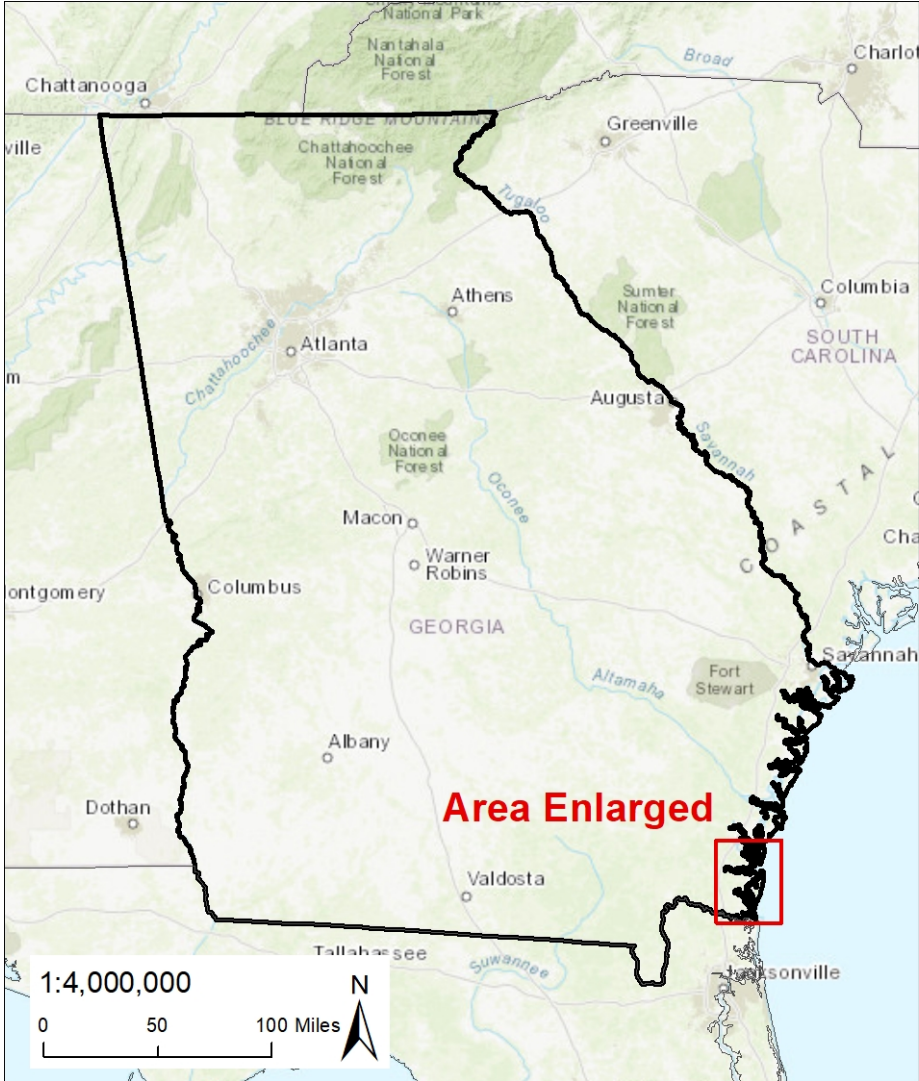 National Park
Nantahala
National
Forest
Broad
Charlot
Chattanooga
BLUE RIDGE MOUNTAINS
Greenville
ville
Chattahoochee
National
Forest
Tugaloo
Athens
Sumter
National
Forest
Columbia
SOUTH
CAROLINA
Atlanta
Chattahoochee
m
Augusta
Oconee
National
Forest
Savannah
Oconee
COASTAL
Macon
Cha
Warner
Robins
Columbus
ontgomery
GEORGIA
Savannah
Fort
Stewart
Altamaha
Albany
Dothan
Area Enlarged
Valdosta
Tallahassee
Suwannee
Jacksonville
1:4,000,000
N
0 50 100 Miles